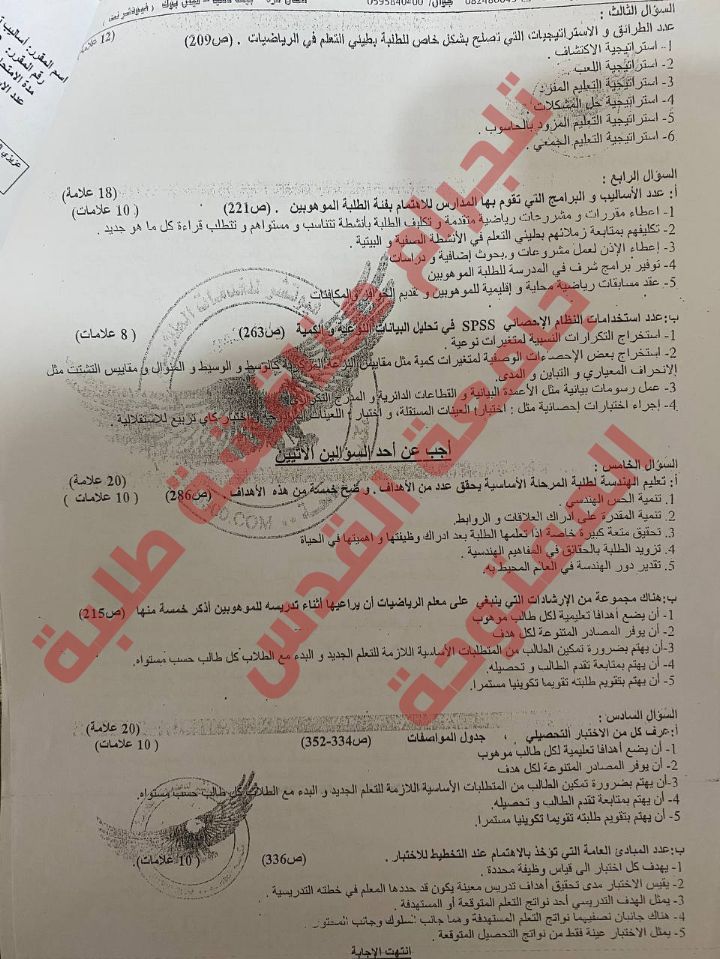 السؤال الثالث :
(12 علامة)
عدد الطرائق و الاستراتيجيات التي تصلح بشكل خاص للطلبة بطيئي التعلم في الرياضيات . (ص209)
1- استراتيجية الاكتشاف .
2- استراتيجية اللعب.
3- استراتيجية التعليم المفرد.
4- استراتيجية حل المشكلات .
5- استراتيجية التعليم المزود بالحاسوب .
6- استراتيجية التعليم الجمعي .
السؤال الرابع :
(18 علامة)
أ: عدد الأساليب و البرامج التي تقوم بها المدارس للاهتمام بفئة الطلبة الموهوبين . (ص221) ( 10 علامات )
1- اعطاء مقررات و مشروعات رياضية متقدمة و تكليف الطلبة بأنشطة تتناسب و مستواهم و تتطلب قراءة كل ما هو جديد .
2- تكليفهم بمتابعة زملائهم بطيئي التعلم في الأنشطة الصفية و البيتية .
3- إعطاء الإذن لعمل مشروعات و بحوث إضافية و دراسات
4- توفير برامج شرف في المدرسة للطلبة الموهوبين
5- عقد مسابقات رياضية محلية و إقليمية للموهوبين و تقديم الحوافز والمكافئات
ب:عدد استخدامات النظام الإحصائي SPSS في تحليل البيانات النوعية و الكمية (ص263) ( 8 علامات )
1- استخراج التكرارات النسبية لمتغيرات نوعية .
2- استخراج بعض الإحصاءات الوصفية لمتغيرات كمية مثل مقاييس النزعة المركزية كالوسط و الوسيط و المنوال و مقاييس التشتت مثل
الانحراف المعياري و التباين و المدى.
3- عمل رسومات بيانية مثل الأعمدة البيانية و القطاعات الدائرية و المدرج التكراري
4- إجراء اختبارات إحصائية مثل : اختبار العينات المستقلة، و اختبار العينات اختبار كاي تربيع للاستقلالية .
أجب عن أحد السؤالين الآتيين
السؤال الخامس :
(20 علامة)
أ: تعليم الهندسة لطلبة المرحلة الأساسية يحقق عدد من الأهداف . و ضح خمسة من هذه الأهداف . (ص286) ( 10 علامات )
1. تنمية الحس الهندسي .
2. تنمية المقدرة على ادراك العلاقات و الروابط.
3. تحقيق متعة كبيرة خاصة اذا تعلمها الطلبة بعد ادراك وظيفتها و اهميتها في الحياة
4. تزويد الطلبة بالحقائق في المفاهيم الهندسية .
5. تقدير دور الهندسة في العالم المحيط به.
ب:هناك مجموعة من الإرشادات التي ينبغي على معلم الرياضيات أن يراعيها أثناء تدريسه للموهوبين أذكر خمسة منها (ص215)
1- أن يضع أهدافا تعليمية لكل طالب موهوب
2- أن يوفر المصادر المتنوعة لكل هدف
3- أن يهتم بضرورة تمكين الطالب من المتطلبات الأساسية اللازمة للتعلم الجديد و البدء مع الطلاب كل طالب حسب مستواه.
4- أن يهتم بمتابعة تقدم الطالب و تحصيله.
5- أن يهتم بتقويم طلبته تقويما تكوينيا مستمرا.
السؤال السادس :
(20 علامة)
أ:عرف كل من الاختبار التحصيلي ، جدول المواصفات (ص334-352) ( 10 علامات )
1- أن يضع أهدافا تعليمية لكل طالب موهوب
2- أن يوفر المصادر المتنوعة لكل هدف
3-أن يهتم بضرورة تمكين الطالب من المتطلبات الأساسية اللازمة للتعلم الجديد و البدء مع الطلاب كل طالب حسب مستواه.
4- أن يهتم بمتابعة تقدم الطالب و تحصيله.
5- أن يهتم بتقويم طلبته تقويما تكوينيا مستمرا.
ب:عدد المبادئ العامة التي تؤخذ بالاهتمام عند التخطيط للاختبار . (ص336) ( 10 علامات )
1- يهدف كل اختبار الى قياس وظيفة محددة .
2- يقيس الاختبار مدى تحقيق أهداف تدريس معينة يكون قد حددها المعلم في خطته التدريسية .
3- يمثل الهدف التدريسي أحد نواتج التعلم المتوقعة أو المستهدفة .
4- هناك جانبان تصفيهما نواتج التعلم المستهدفة و هما جانب السلوك وجانب المحتوى.
5- يمثل الاختبار عينة فقط من نواتج التحصيل المتوقعة .
انتهت الإجابة
تلجرام مناقشة طلبة
جامعة القدس
المفتوحة